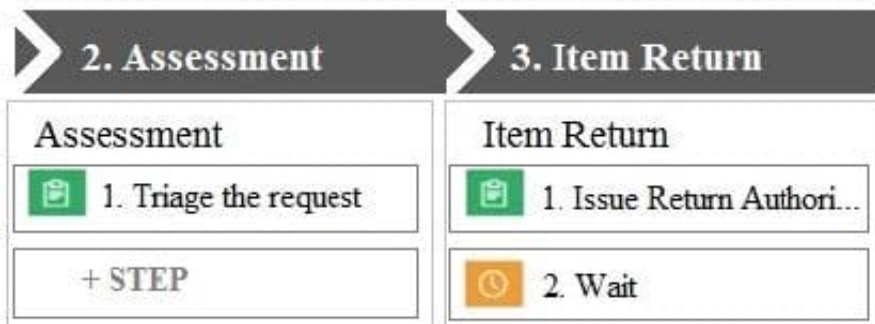 2. Assessment
3. Item Return
Assessment
1. Triage the request
+ STEP
Item Return
1. Issue Return Authori...
2. Wait